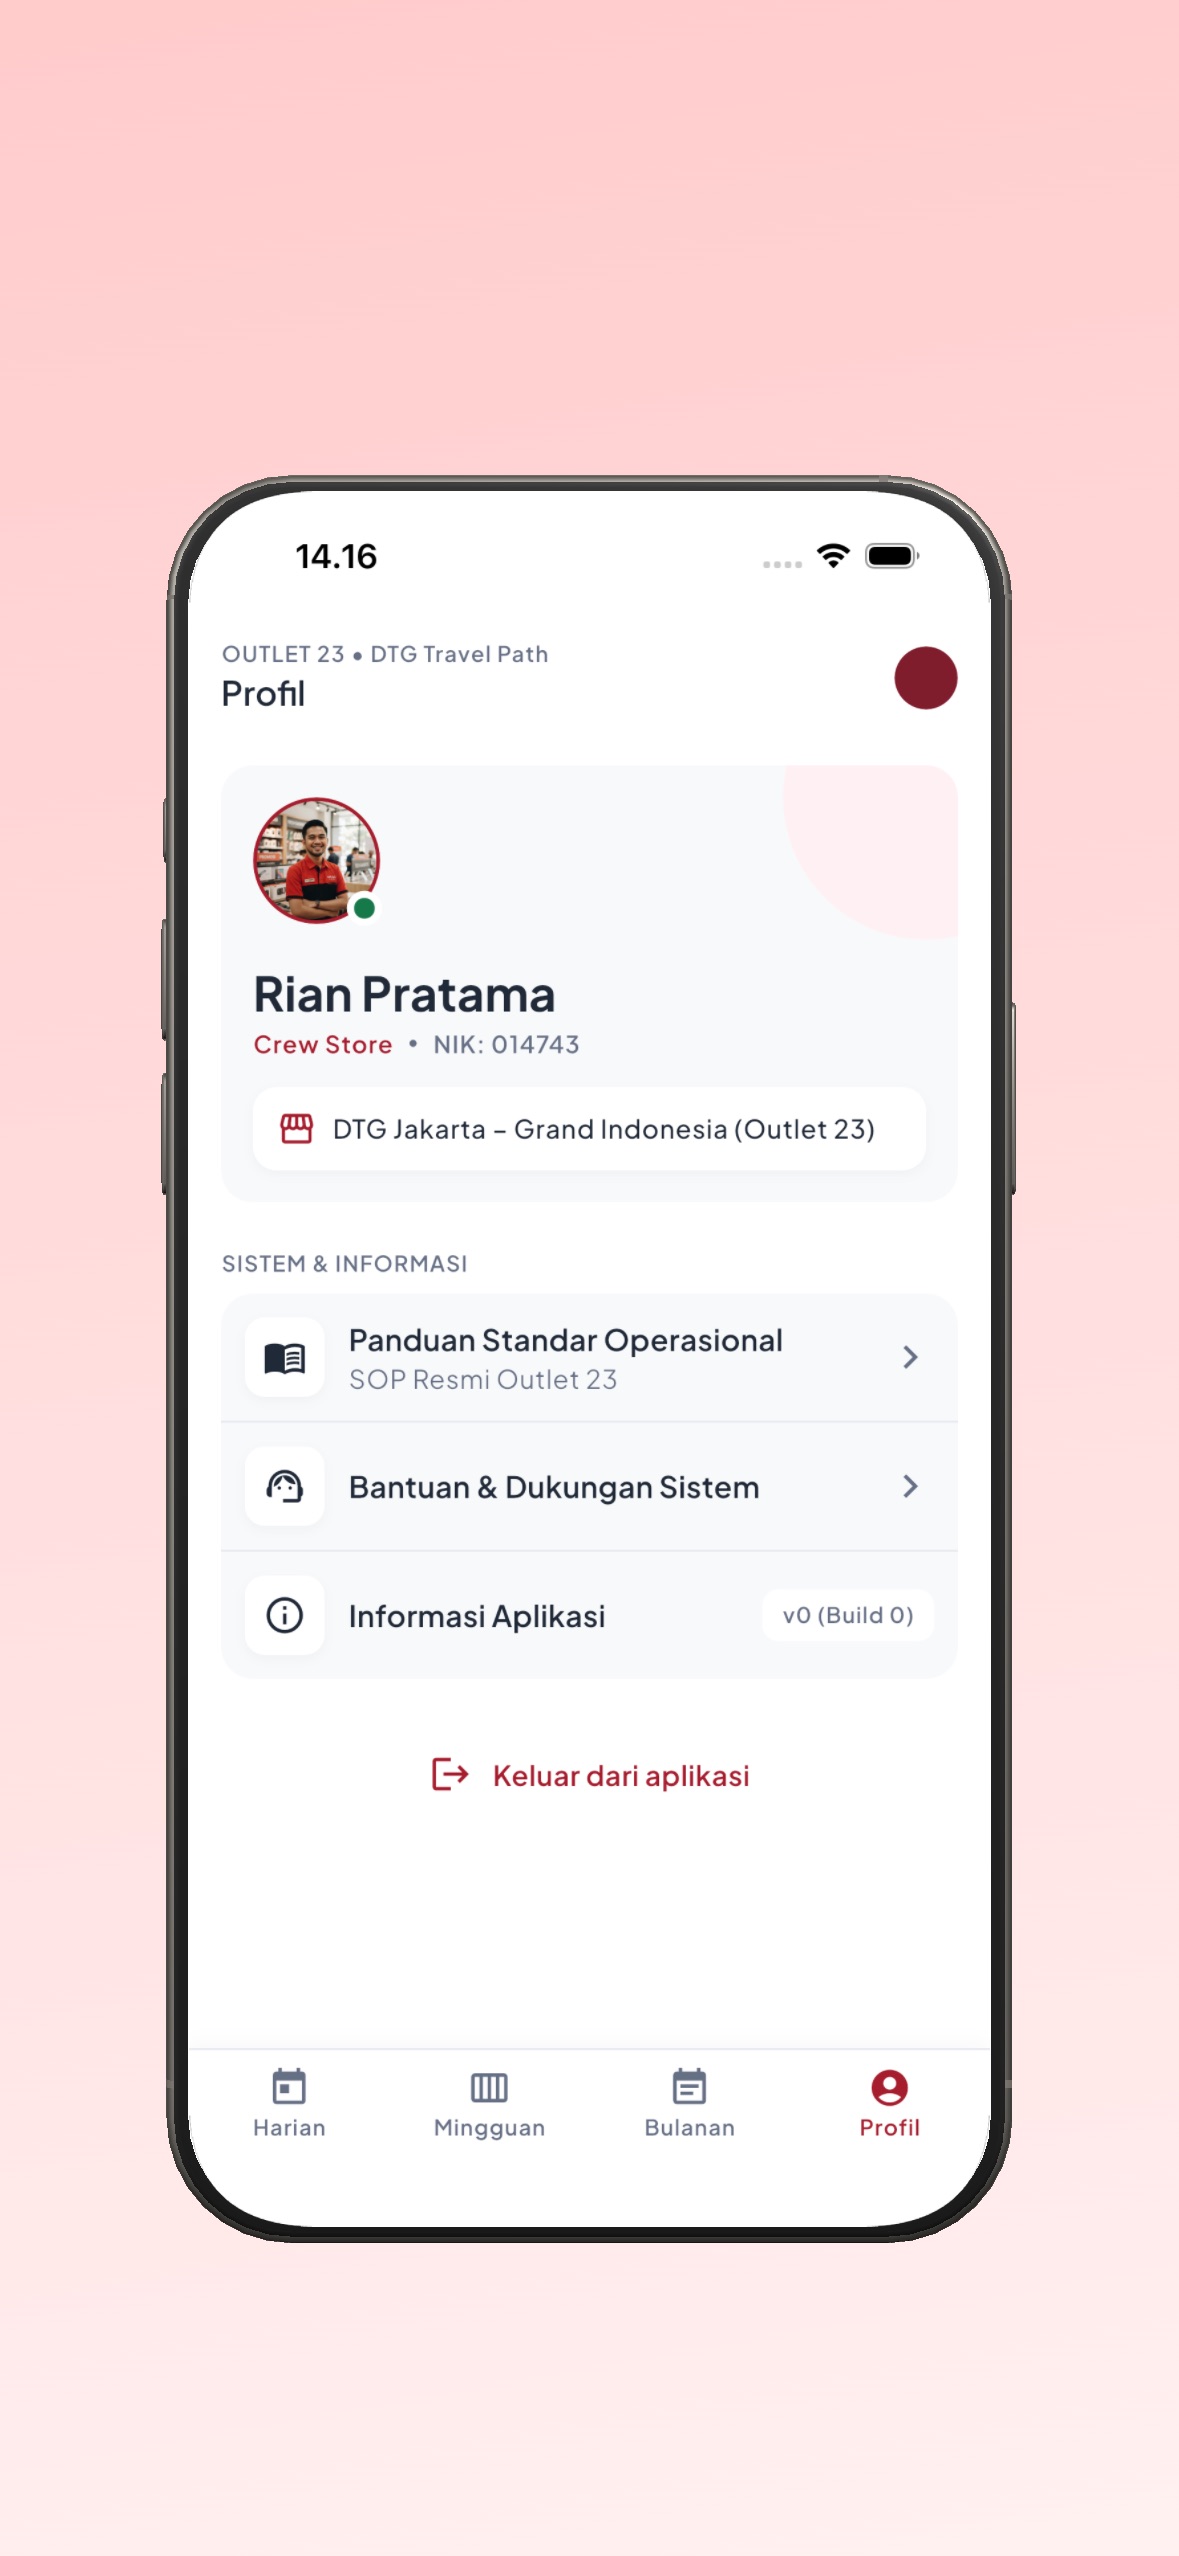 14.16
OUTLET 23 • DTG Travel Path
Profil
Rian Pratama
Crew Store • NIK: 014743
DTG Jakarta – Grand Indonesia (Outlet 23)
SISTEM & INFORMASI
Panduan Standar Operasional
SOP Resmi Outlet 23
Bantuan & Dukungan Sistem
Informasi Aplikasi
v0 (Build 0)
Keluar dari aplikasi
Harian
Mingguan
Bulanan
Profil